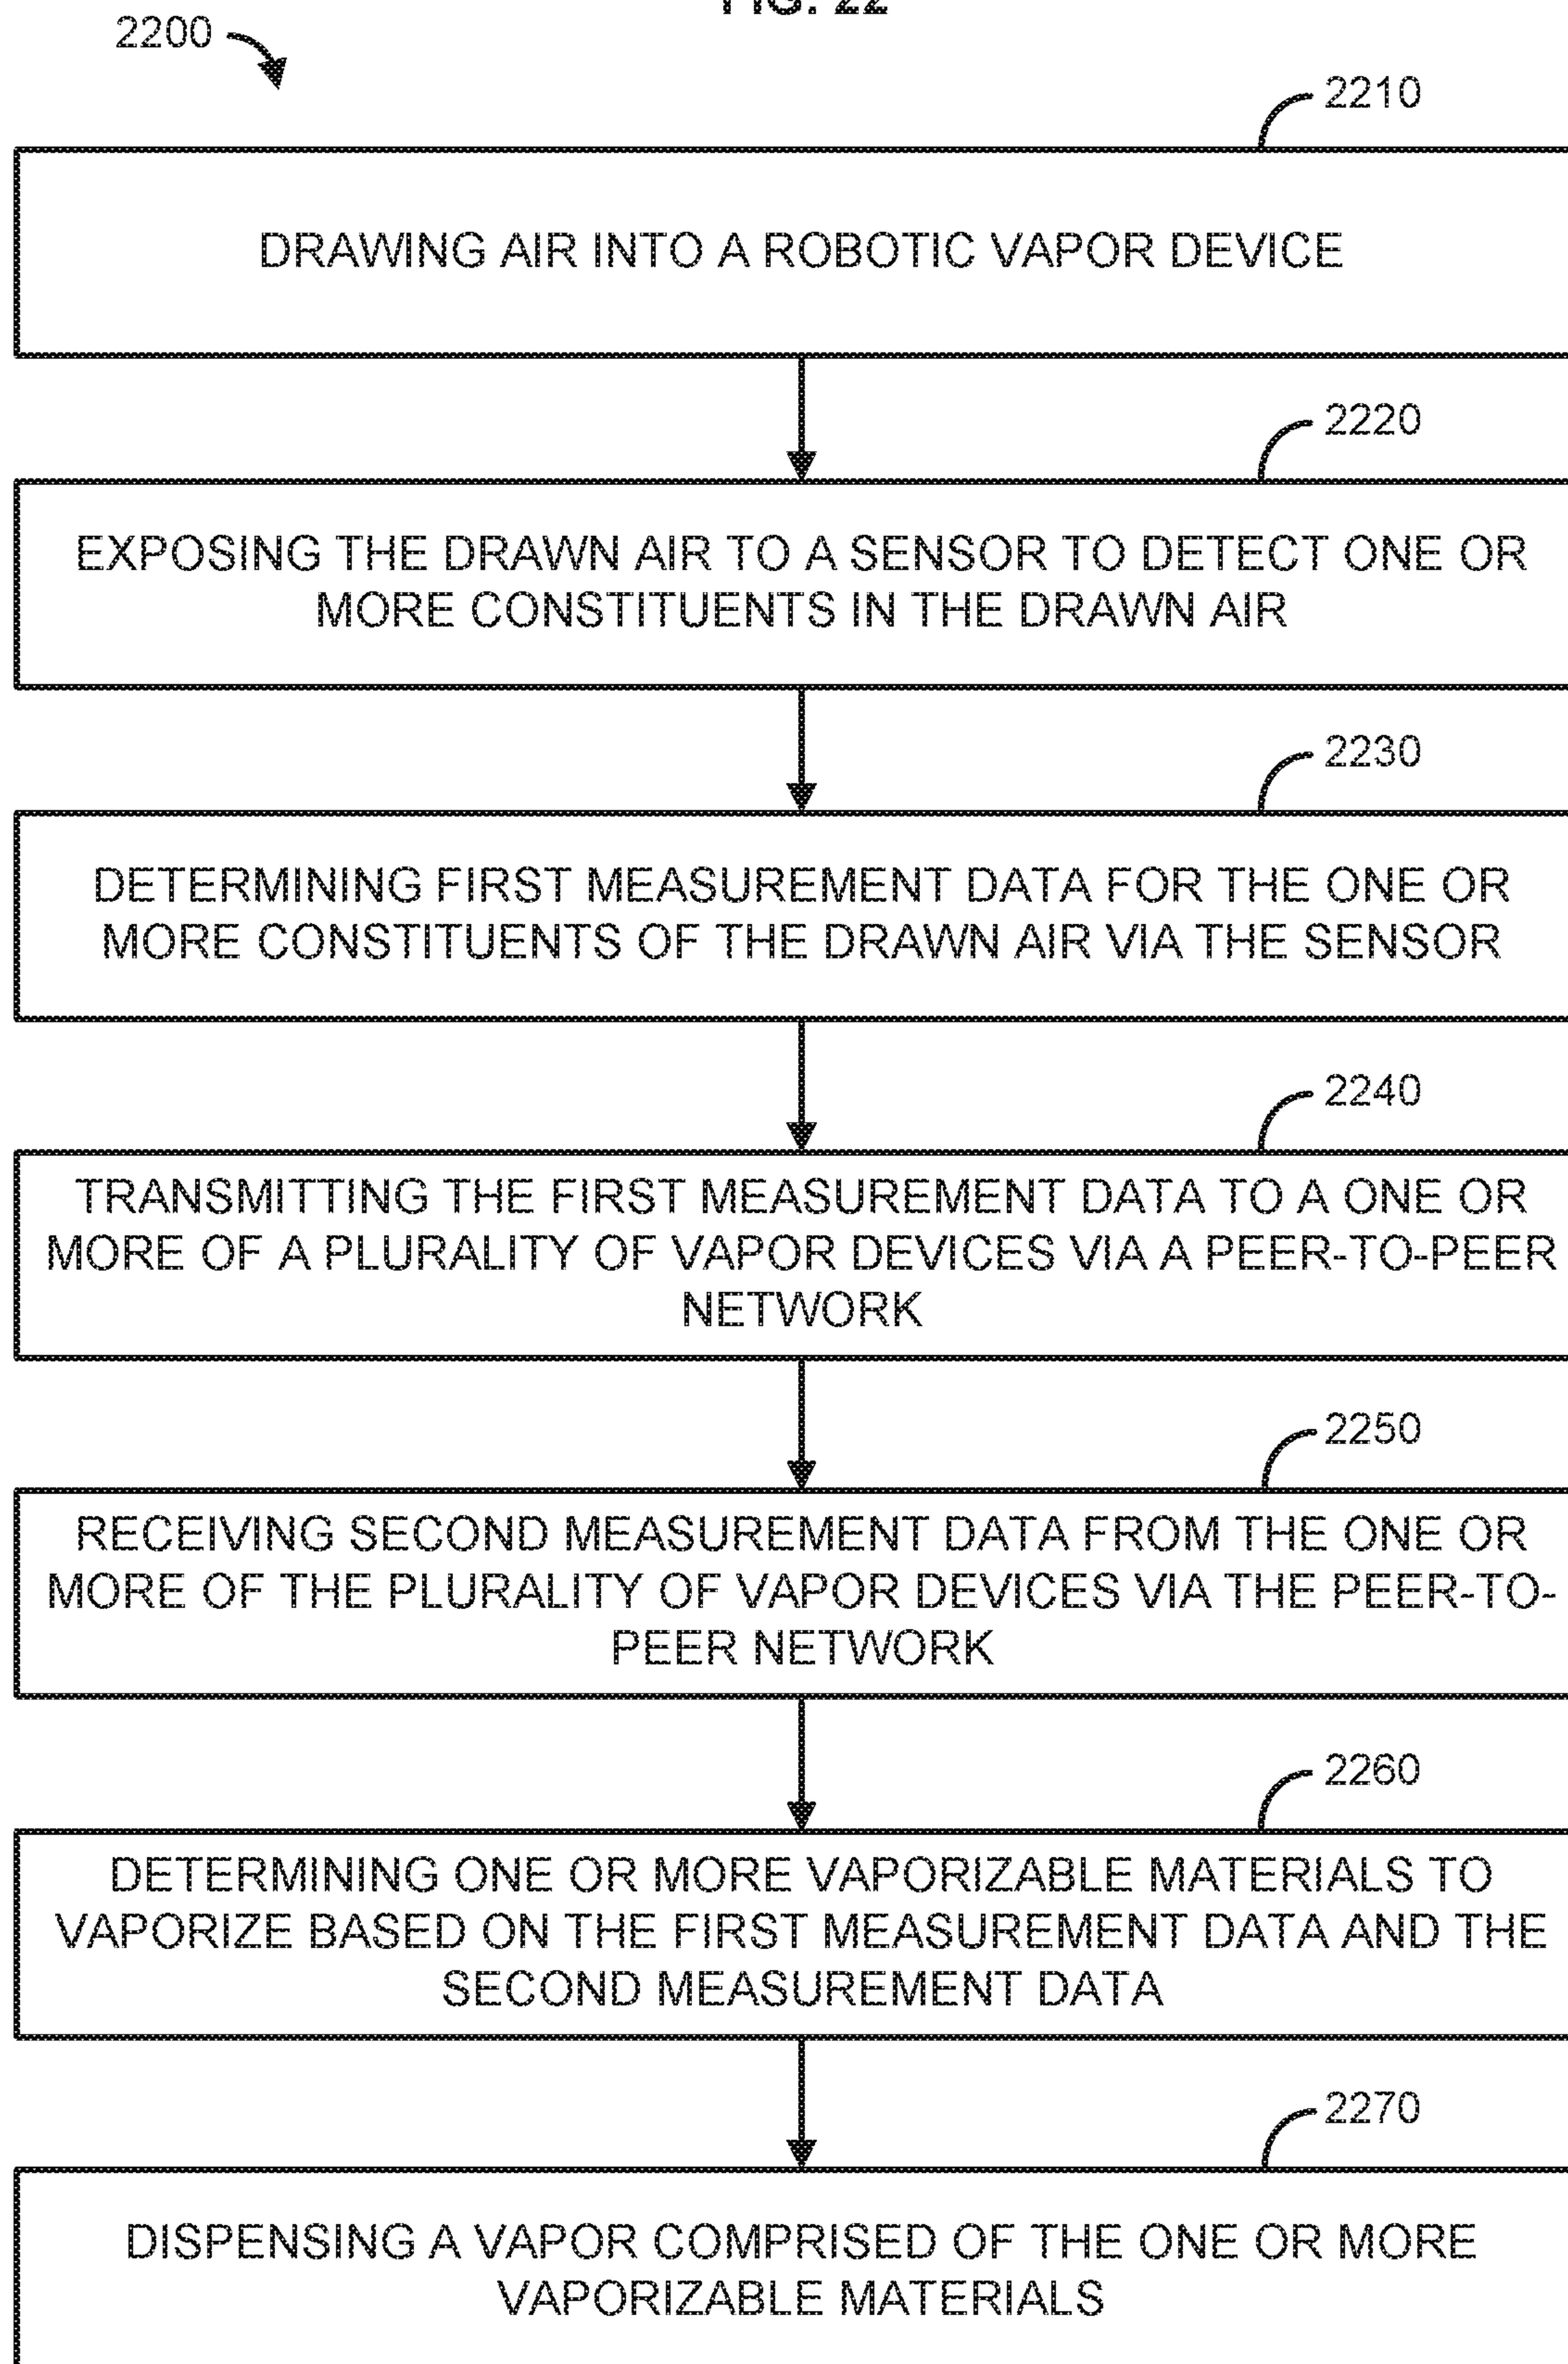 FIG. 22
2200
2210
DRAWING AIR INTO A ROBOTIC VAPOR DEVICE
2220
EXPOSING THE DRAWN AIR TO A SENSOR TO DETECT ONE OR
MORE CONSTITUENTS IN THE DRAWN AIR
2230
DETERMINING FIRST MEASUREMENT DATA FOR THE ONE OR
MORE CONSTITUENTS OF THE DRAWN AIR VIA THE SENSOR
2240
TRANSMITTING THE FIRST MEASUREMENT DATA TO A ONE OR
MORE OF A PLURALITY OF VAPOR DEVICES VIA A PEER-TO-PEER
NETWORK
2250
RECEIVING SECOND MEASUREMENT DATA FROM THE ONE OR
MORE OF THE PLURALITY OF VAPOR DEVICES VIA THE PEER-TO-
PEER NETWORK
2260
DETERMINING ONE OR MORE VAPORIZABLE MATERIALS TO
VAPORIZE BASED ON THE FIRST MEASUREMENT DATA AND THE
SECOND MEASUREMENT DATA
2270
DISPENSING A VAPOR COMPRISED OF THE ONE OR MORE
VAPORIZABLE MATERIALS